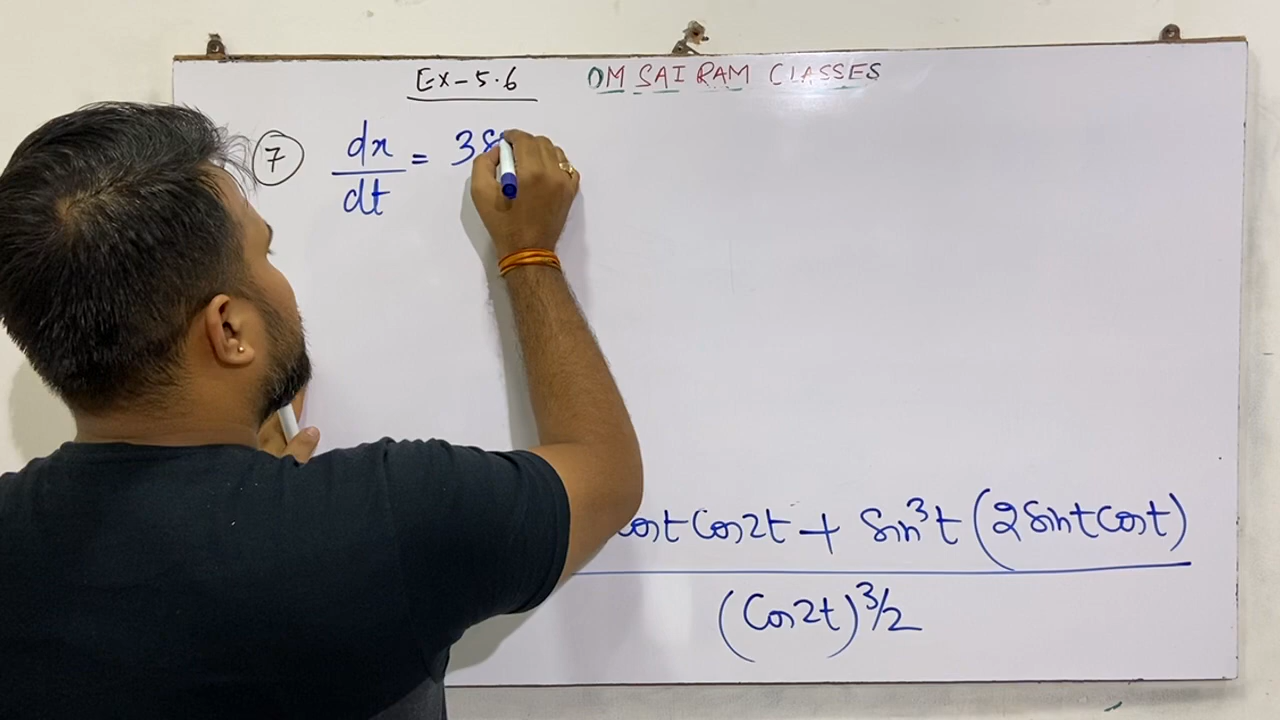 Ex-5.6 OM SAI RAM CLASSES
7 dx/dt = 3
cost Cos2t + Sin³t (2SintCost)
(Cos2t)^3/2